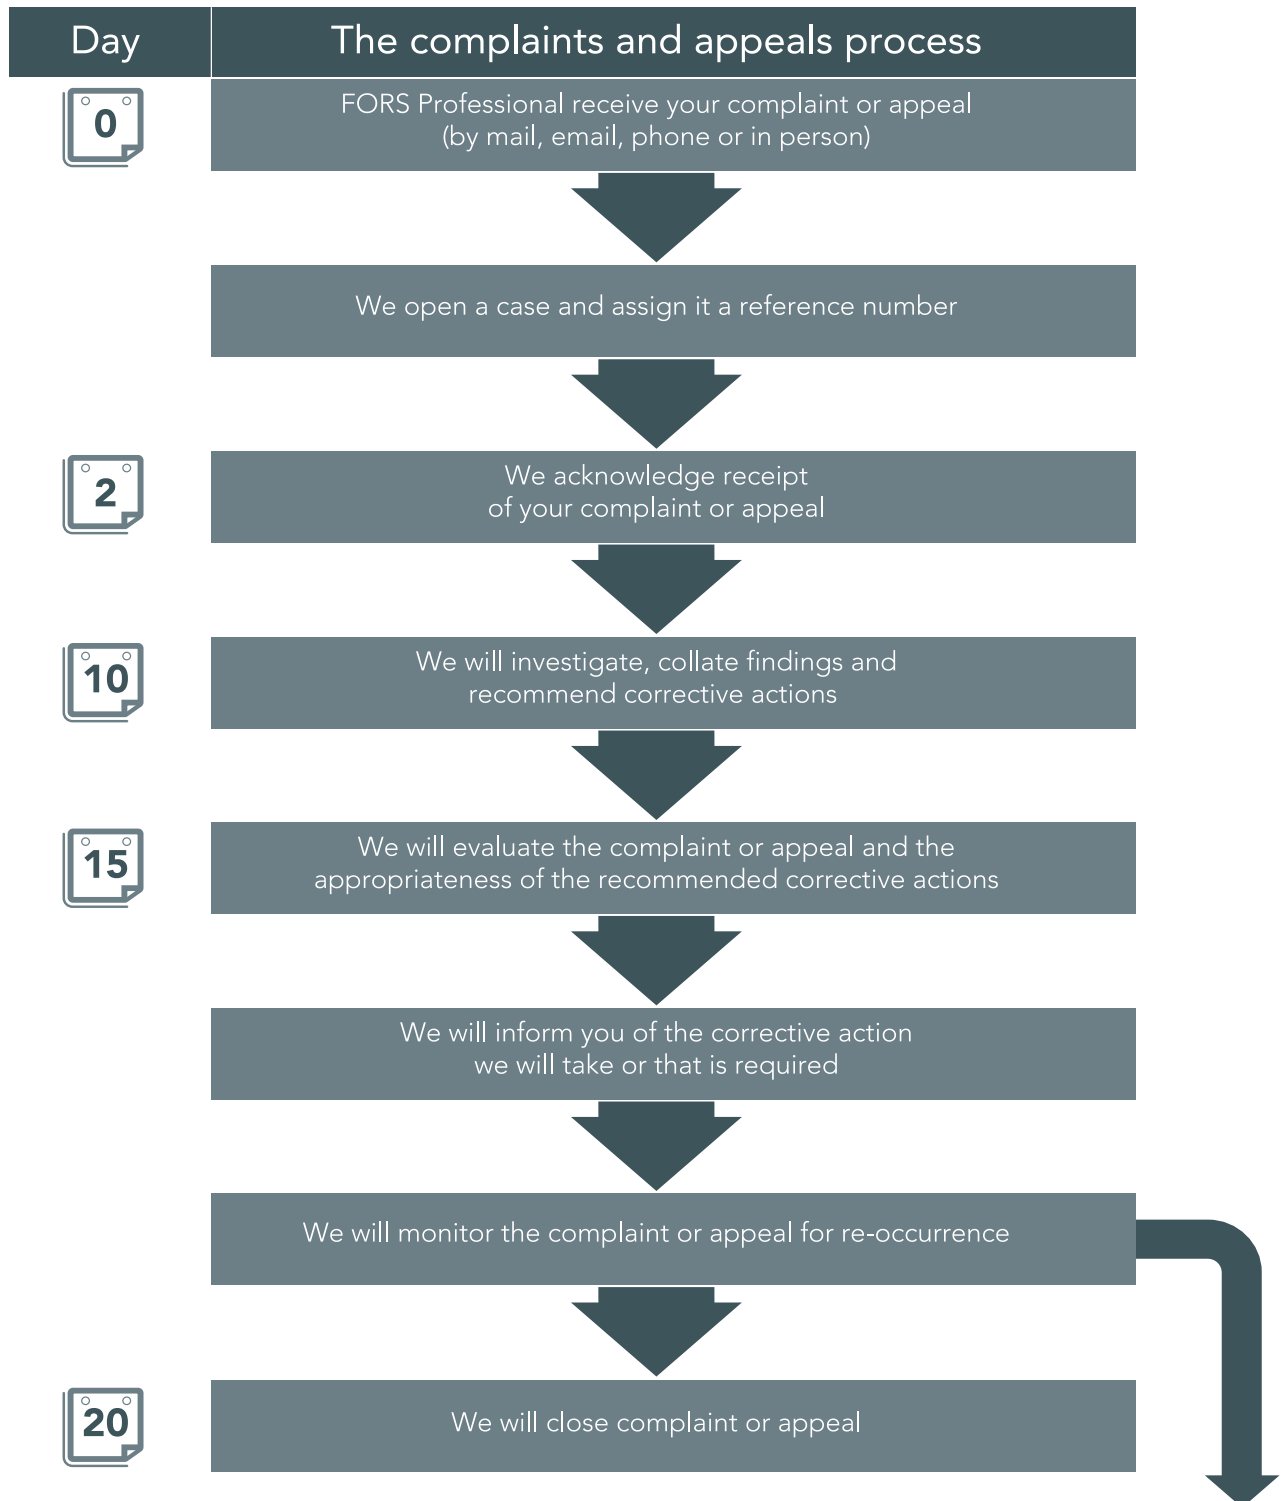 Day
The complaints and appeals process
0
FORS Professional receive your complaint or appeal
(by mail, email, phone or in person)
We open a case and assign it a reference number
2
We acknowledge receipt
of your complaint or appeal
10
We will investigate, collate findings and
recommend corrective actions
15
We will evaluate the complaint or appeal and the
appropriateness of the recommended corrective actions
We will inform you of the corrective action
we will take or that is required
We will monitor the complaint or appeal for re-occurrence
20
We will close complaint or appeal